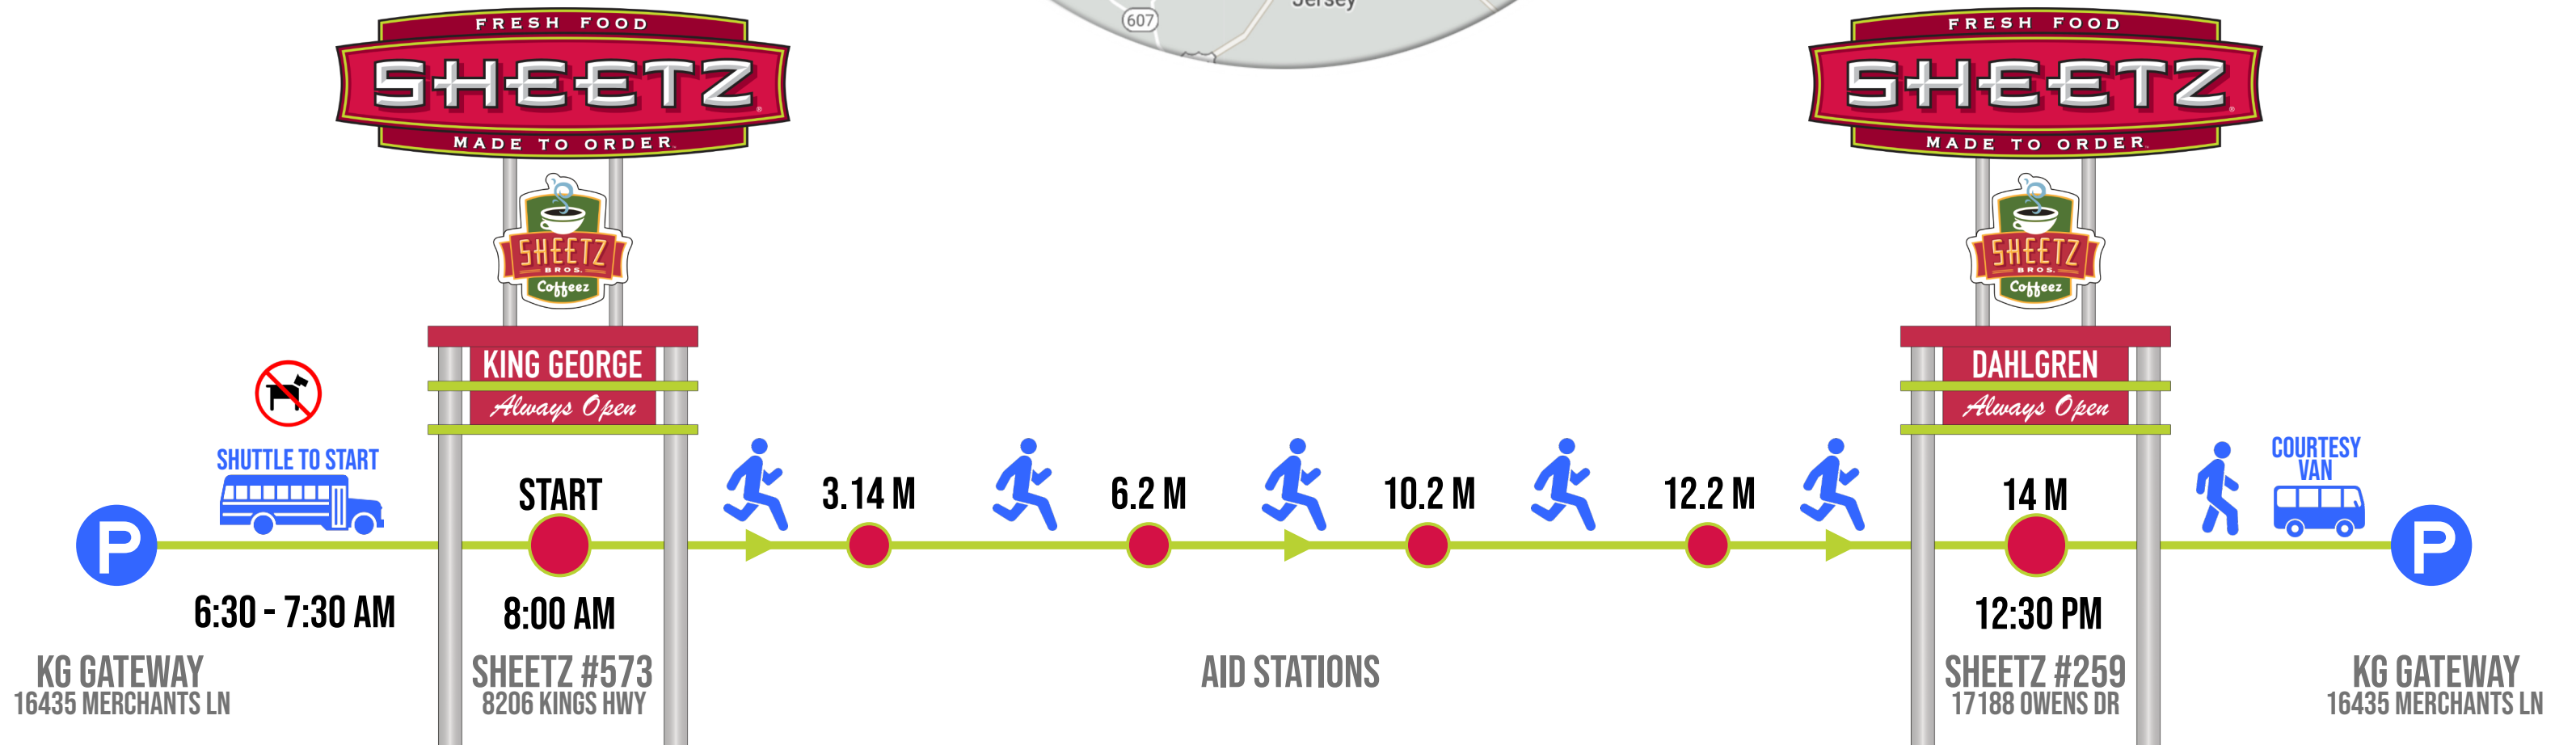 607
Jersey
FRESH FOOD
SHEETZ
MADE TO ORDER
SHEETZ
BROS.
Coffeez
KING GEORGE
Always Open
FRESH FOOD
SHEETZ
MADE TO ORDER
SHEETZ
BROS.
Coffeez
DAHLGREN
Always Open
SHUTTLE TO START
COURTESY
VAN
P
START
3.14 M
6.2 M
10.2 M
12.2 M
14 M
P
6:30 - 7:30 AM
8:00 AM
12:30 PM
KG GATEWAY
16435 MERCHANTS LN
SHEETZ #573
8206 KINGS HWY
AID STATIONS
SHEETZ #259
17188 OWENS DR
KG GATEWAY
16435 MERCHANTS LN